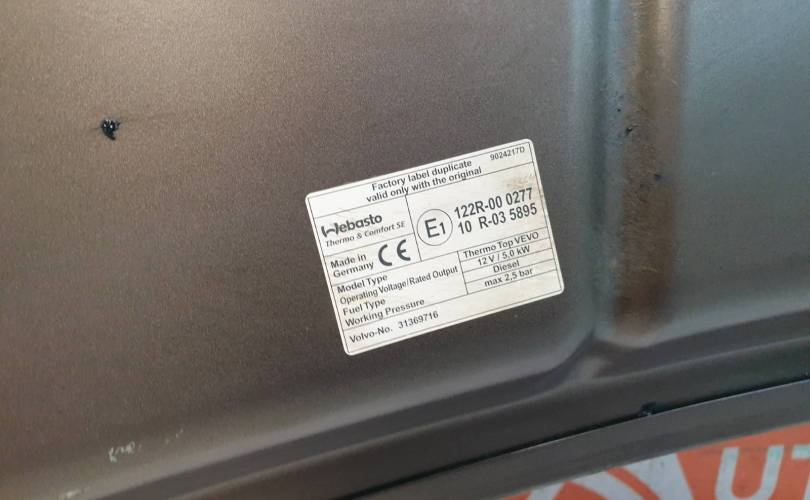 Factory label duplicate
valid only with the original
9024217D
Webasto
Thermo & Comfort SE
E1
122R-00 0277
10 R-03 5895
Made in
Germany
CE
Model Type Thermo Top VEVO
Operating Voltage/Rated Output 12 V / 5,0 kW
Fuel Type Diesel
Working Pressure max 2,5 bar
Volvo-No. 31369716
UT